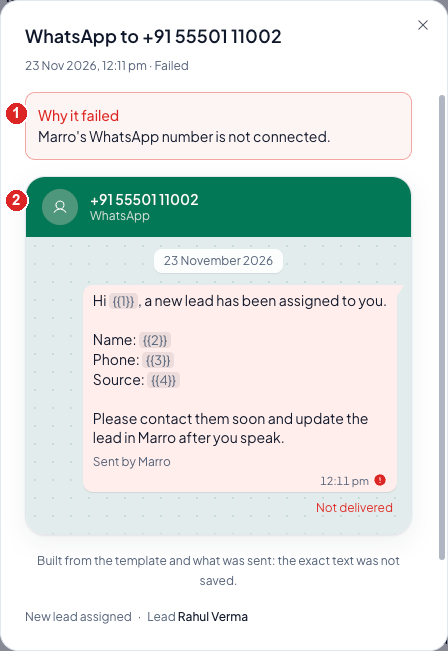 WhatsApp to +91 55501 11002
23 Nov 2026, 12:11 pm · Failed
1
Why it failed
Marro's WhatsApp number is not connected.
2
+91 55501 11002
WhatsApp
23 November 2026
Hi {{1}}, a new lead has been assigned to you.
Name: {{2}}
Phone: {{3}}
Source: {{4}}
Please contact them soon and update the
lead in Marro after you speak.
Sent by Marro
12:11 pm
Not delivered
Built from the template and what was sent: the exact text was not
saved.
New lead assigned · Lead Rahul Verma